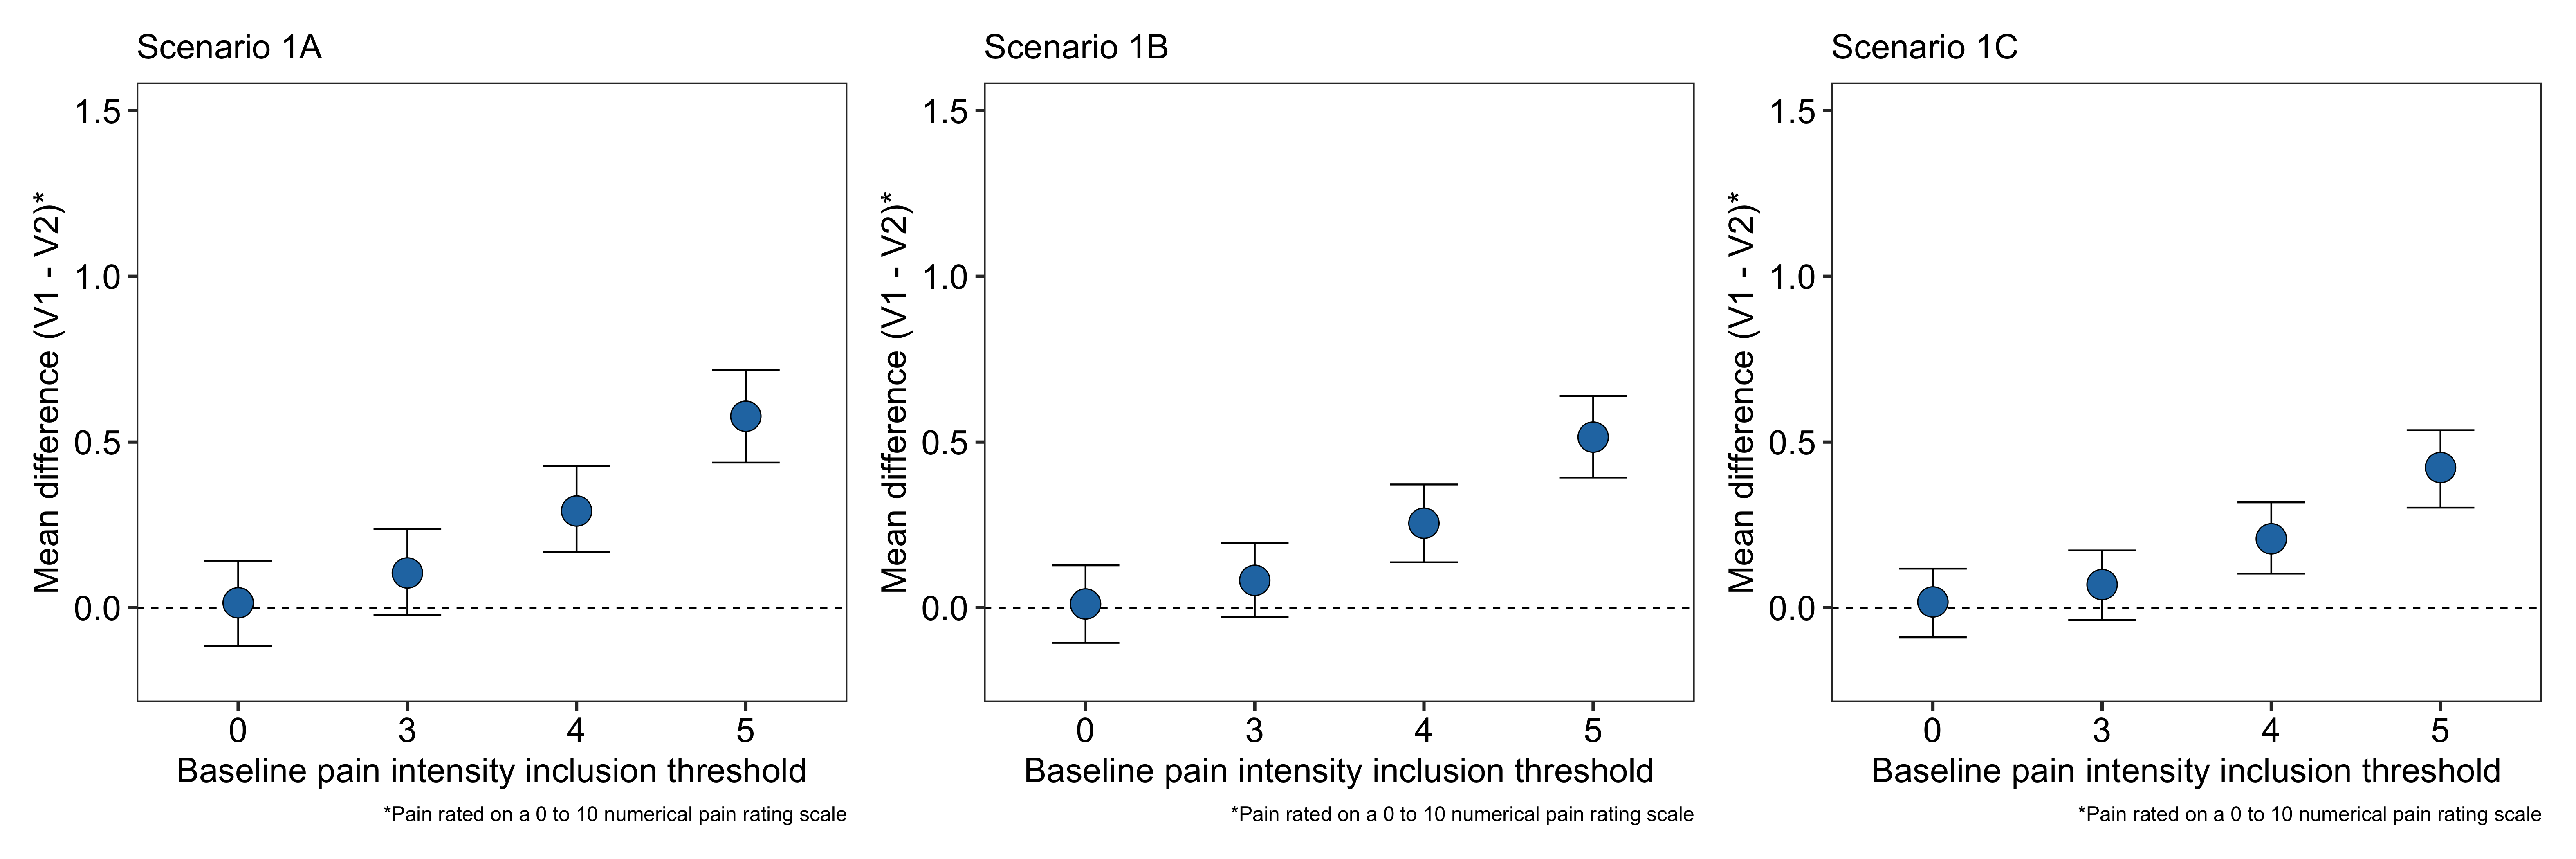 Scenario 1A
Mean difference (V1 - V2)*
1.5
1.0
0.5
0.0
0 3 4 5
Baseline pain intensity inclusion threshold
*Pain rated on a 0 to 10 numerical pain rating scale
Scenario 1B
Mean difference (V1 - V2)*
1.5
1.0
0.5
0.0
0 3 4 5
Baseline pain intensity inclusion threshold
*Pain rated on a 0 to 10 numerical pain rating scale
Scenario 1C
Mean difference (V1 - V2)*
1.5
1.0
0.5
0.0
0 3 4 5
Baseline pain intensity inclusion threshold
*Pain rated on a 0 to 10 numerical pain rating scale